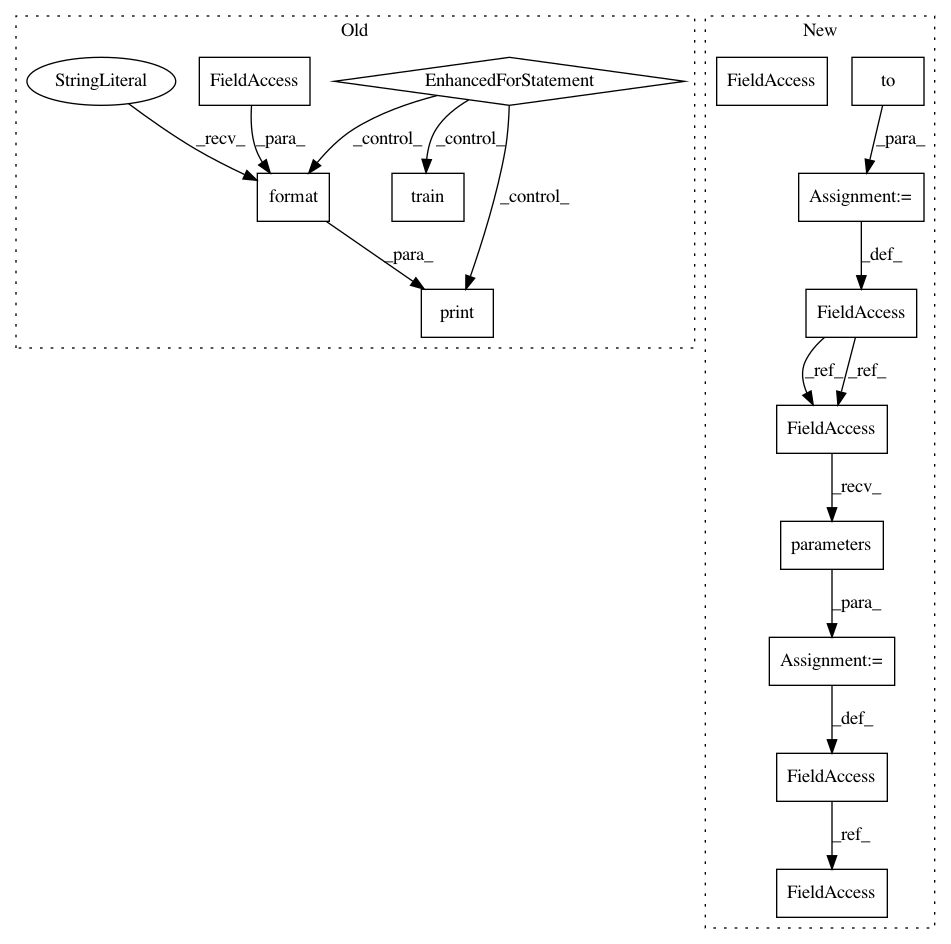 Old
New
StringLiteral
FieldAccess
EnhancedForStatement
FieldAccess
to
_recv_
_para_
_control_
_control_
_para_
format
train
_control_
Assignment:=
_para_
_def_
print
FieldAccess
_ref_
_ref_
FieldAccess
_recv_
parameters
_para_
Assignment:=
_def_
FieldAccess
_ref_
FieldAccess